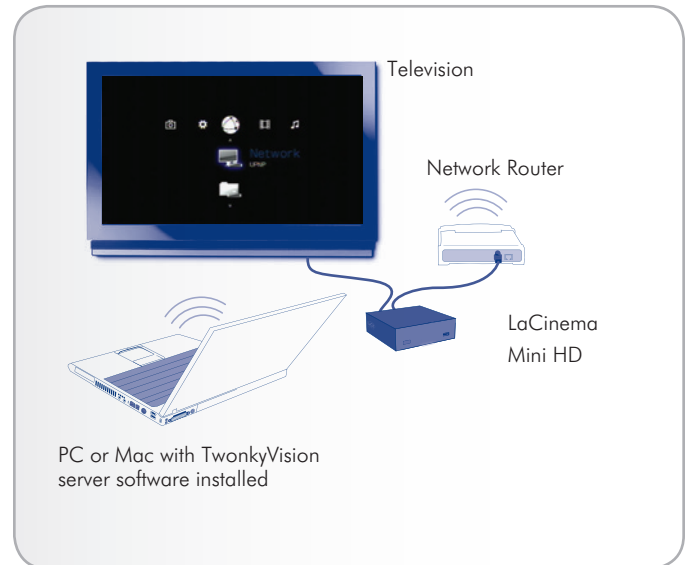 Television
Network
UPNP
Network Router
LaCinema
Mini HD
PC or Mac with TwonkyVision
server software installed